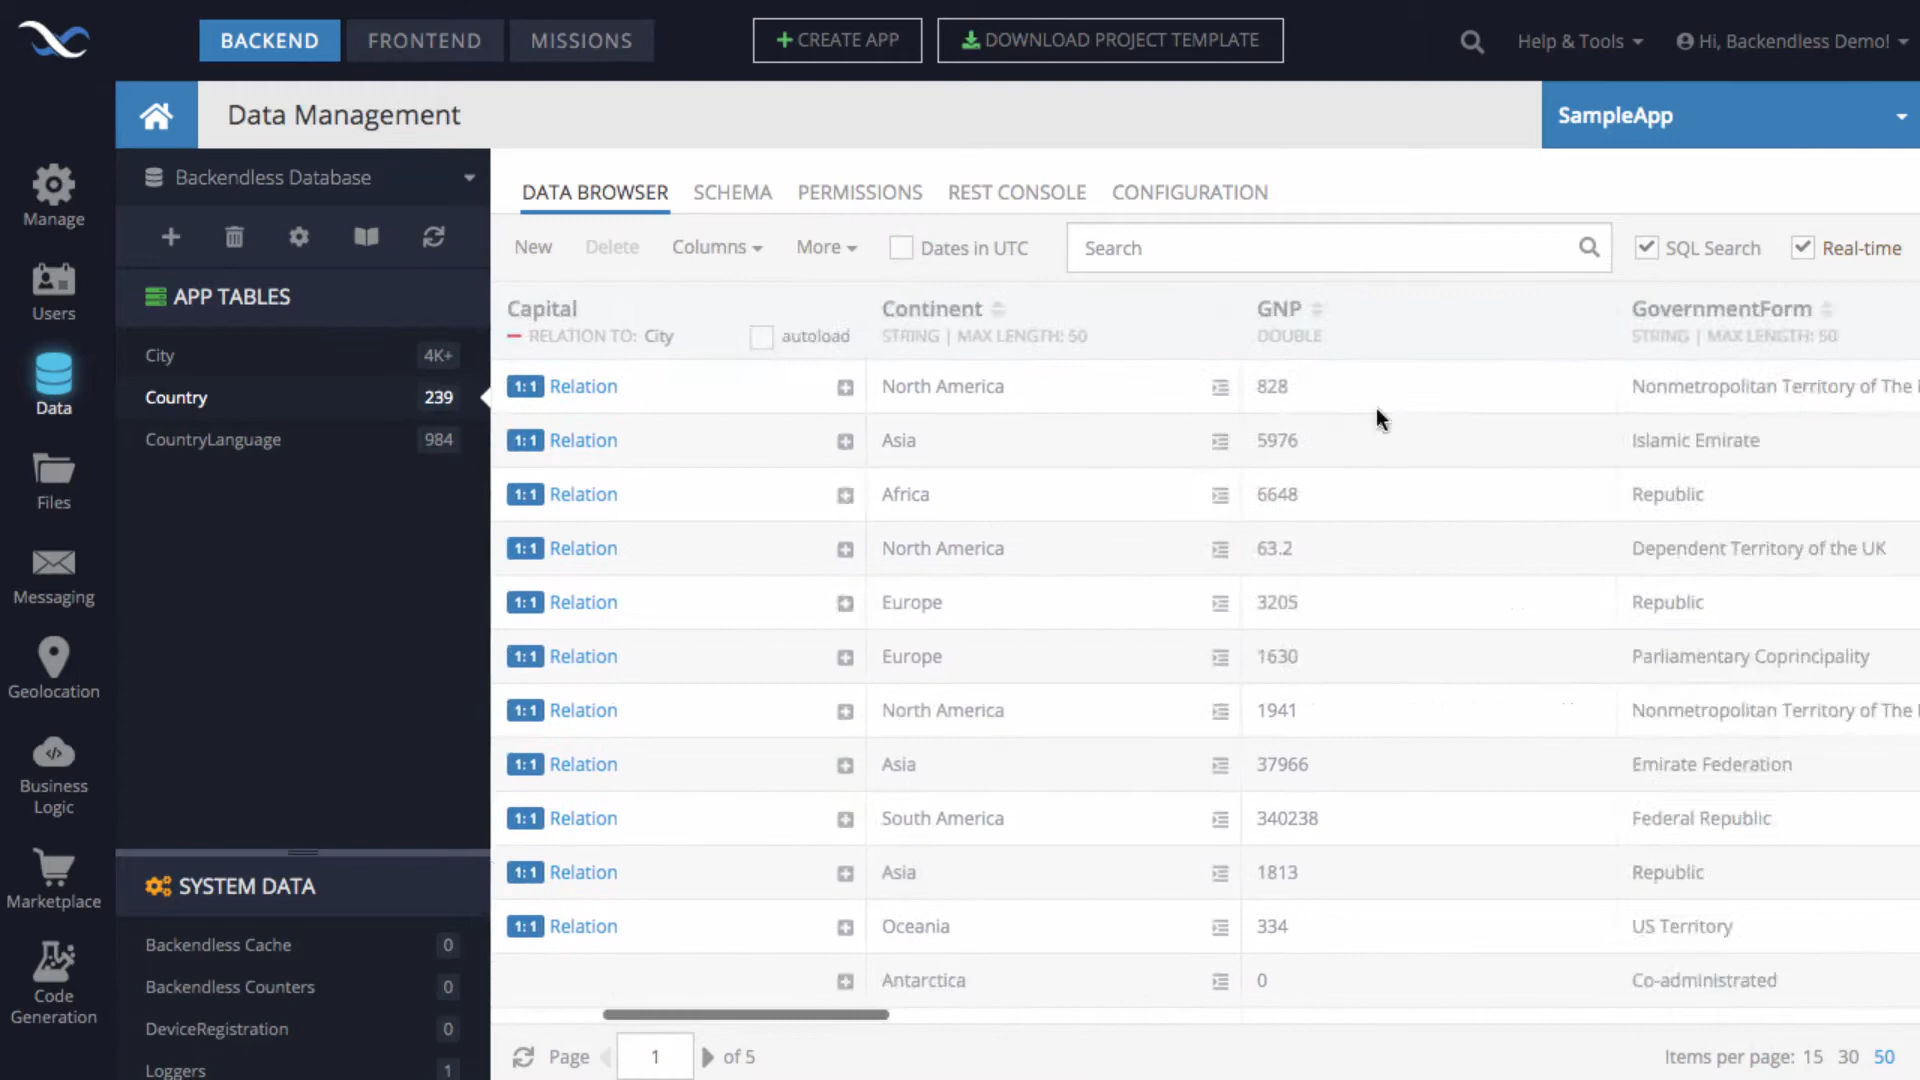 BACKEND FRONTEND MISSIONS + CREATE APP DOWNLOAD PROJECT TEMPLATE Help & Tools Hi, Backendless Demo!
Data Management SampleApp
Manage
Users
Data
Files
Messaging
Geolocation
Business
Logic
Marketplace
Code
Generation
Backendless Database
APP TABLES
City 4K+
Country 239
CountryLanguage 984
SYSTEM DATA
Backendless Cache 0
Backendless Counters 0
DeviceRegistration 0
Loggers 1
DATA BROWSER SCHEMA PERMISSIONS REST CONSOLE CONFIGURATION
New Delete Columns More Dates in UTC Search SQL Search Real-time
Capital Continent GNP GovernmentForm
RELATION TO: City autoload STRING | MAX LENGTH: 50 DOUBLE STRING | MAX LENGTH: 50
1:1 Relation North America 828 Nonmetropolitan Territory of The
1:1 Relation Asia 5976 Islamic Emirate
1:1 Relation Africa 6648 Republic
1:1 Relation North America 63.2 Dependent Territory of the UK
1:1 Relation Europe 3205 Republic
1:1 Relation Europe 1630 Parliamentary Coprincipality
1:1 Relation North America 1941 Nonmetropolitan Territory of The
1:1 Relation Asia 37966 Emirate Federation
1:1 Relation South America 340238 Federal Republic
1:1 Relation Asia 1813 Republic
1:1 Relation Oceania 334 US Territory
Antarctica 0 Co-administrated
Page 1 of 5 Items per page: 15 30 50